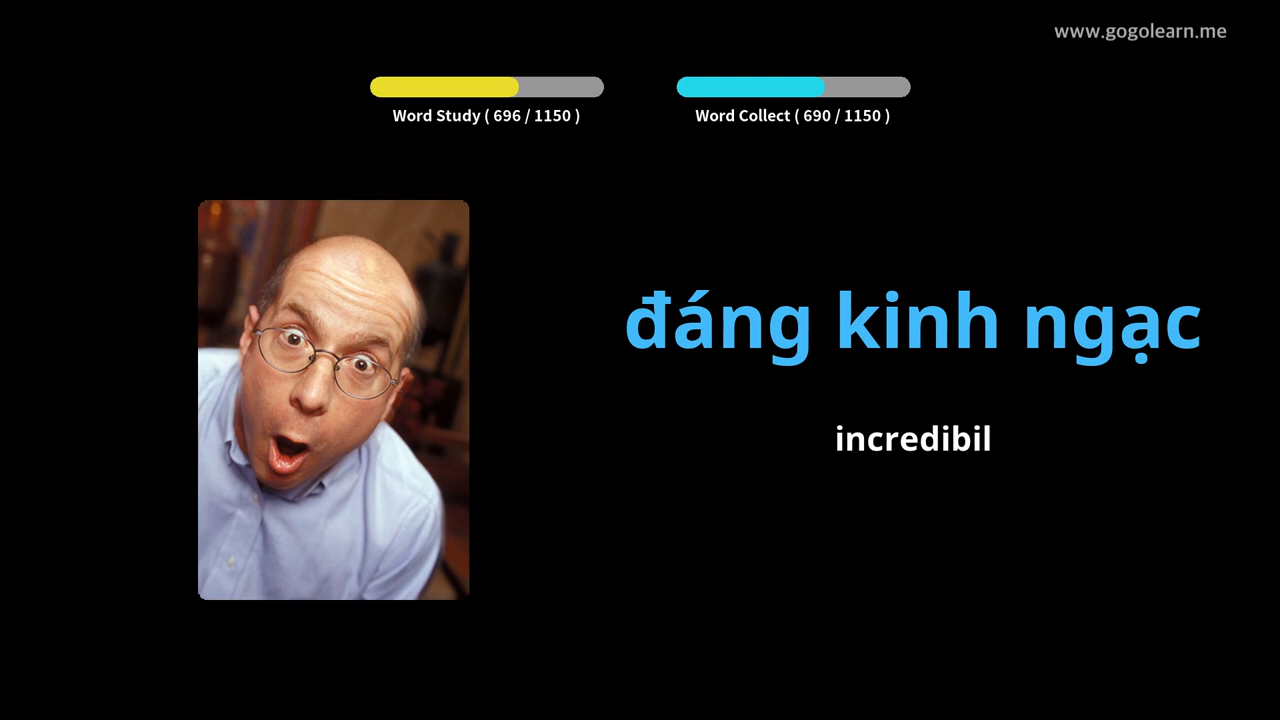 www.gogolearn.me
Word Study ( 696 / 1150 )
Word Collect ( 690 / 1150 )
đáng kinh ngạc
incredibil